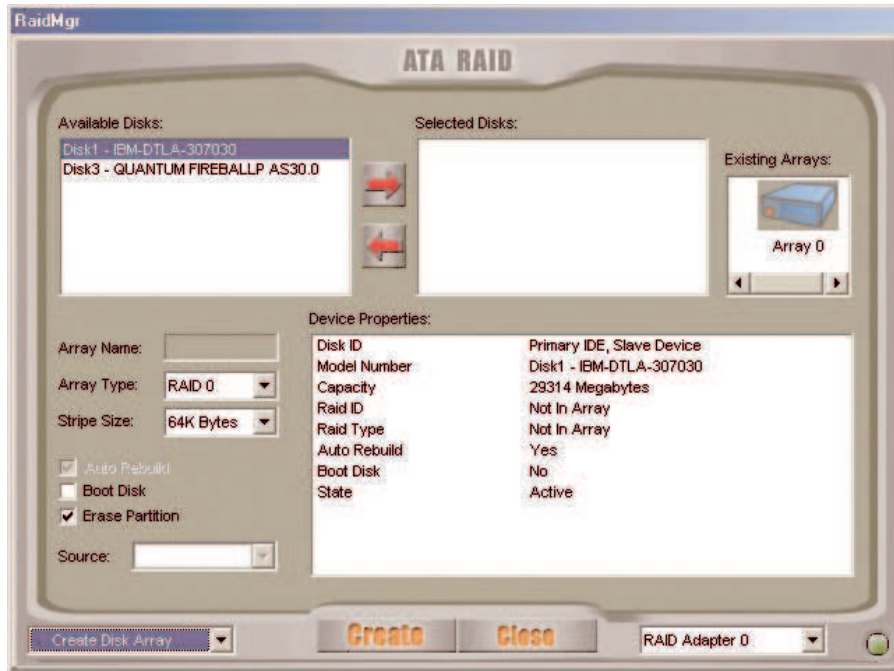 RaidMgr
ATA RAID
Available Disks:
Disk1 - IBM-DTLA-307030
Disk3 - QUANTUM FIREBALLP AS30.0
Selected Disks:
Existing Arrays:
Array 0
Array Name:
Array Type:
RAID 0
Stripe Size:
64K Bytes
Auto Rebuild
Boot Disk
Erase Partition
Source:
Device Properties:
Disk ID Primary IDE, Slave Device
Model Number Disk1 - IBM-DTLA-307030
Capacity 29314 Megabytes
Raid ID Not In Array
Raid Type Not In Array
Auto Rebuild Yes
Boot Disk No
State Active
Create Disk Array
Create
Close
RAID Adapter 0